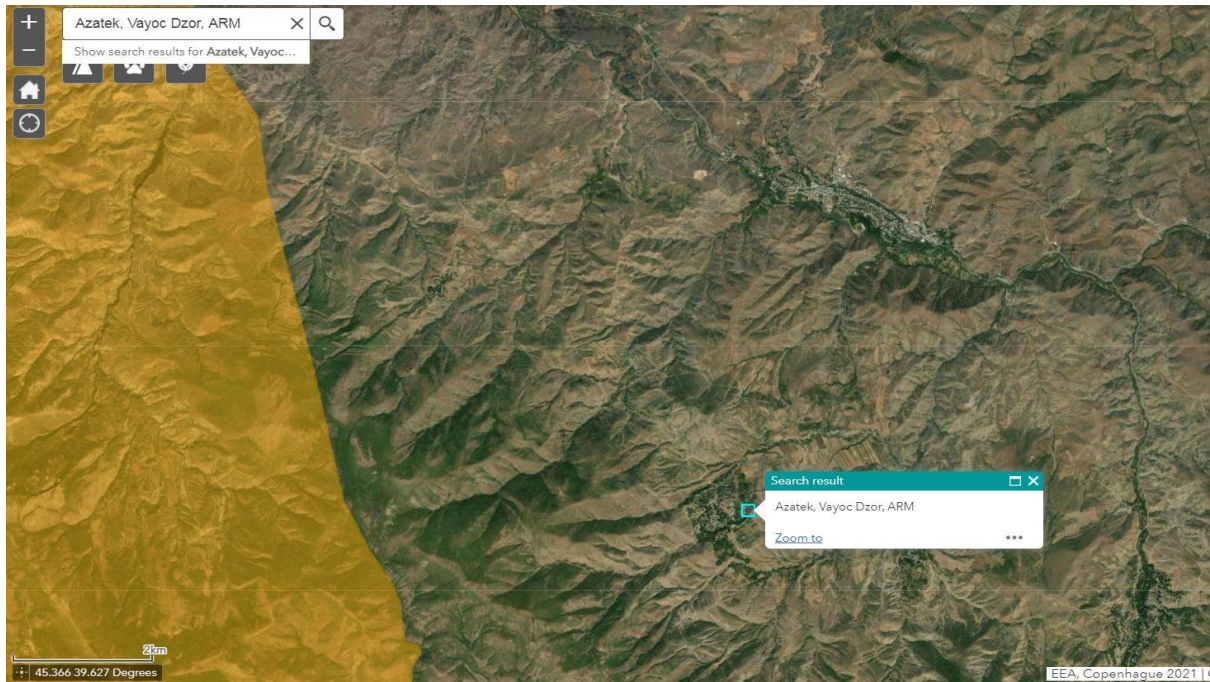 +
Azatek, Vayoc Dzor, ARM
Show search results for Azatek, Vayoc...
−
Search result
Azatek, Vayoc Dzor, ARM
Zoom to
2km
45.366 39.627 Degrees
EEA, Copenhague 2021 |